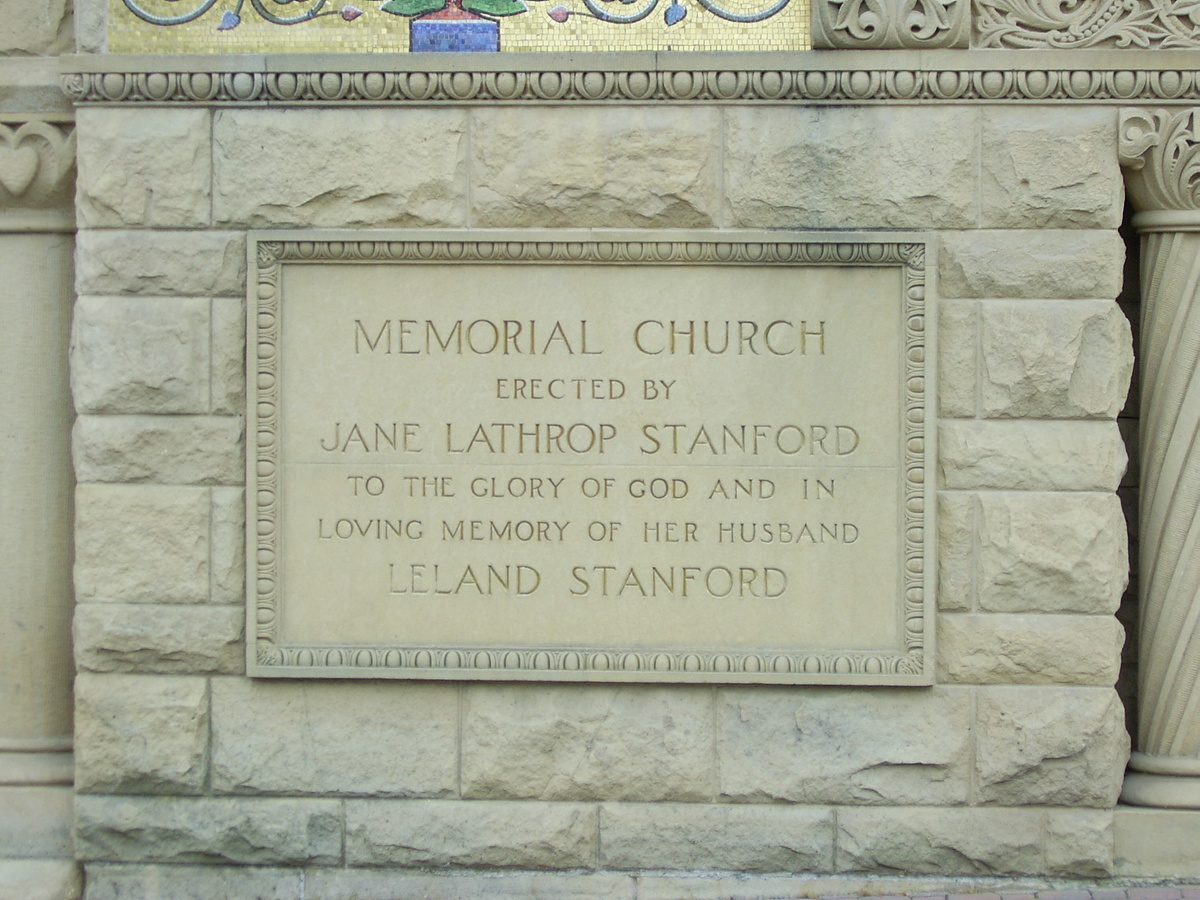 MEMORIAL CHURCH
ERECTED BY
JANE LATHROP STANFORD
TO THE GLORY OF GOD AND IN
LOVING MEMORY OF HER HUSBAND
LELAND STANFORD